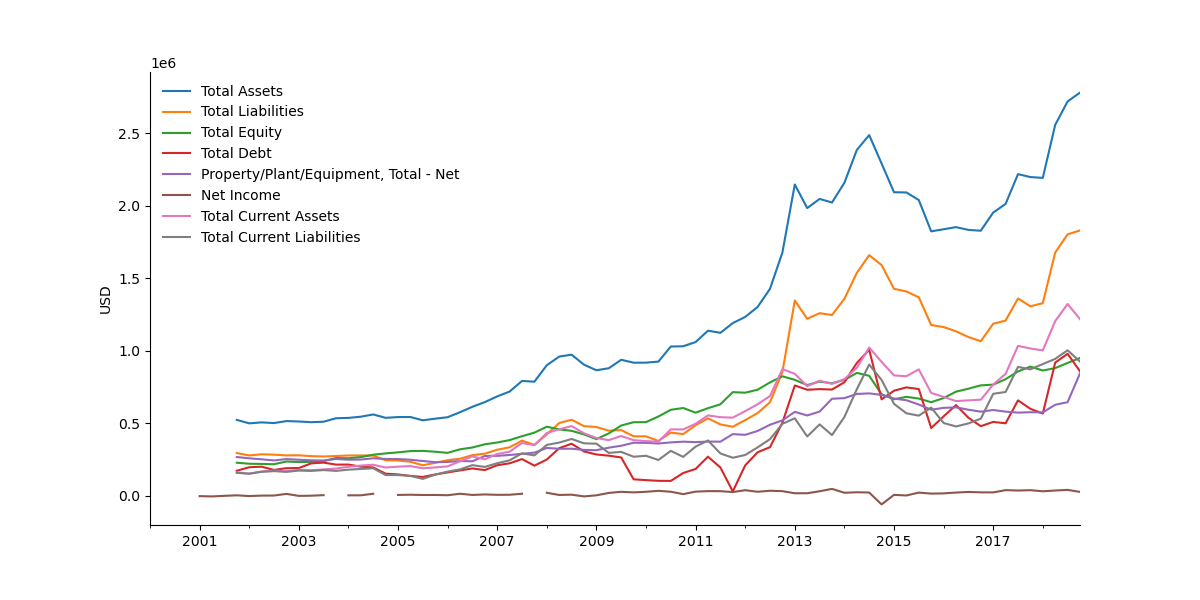 1e6
Total Assets
Total Liabilities
Total Equity
Total Debt
Property/Plant/Equipment, Total - Net
Net Income
Total Current Assets
Total Current Liabilities
USD
2.5
2.0
1.5
1.0
0.5
0.0
2001 2003 2005 2007 2009 2011 2013 2015 2017